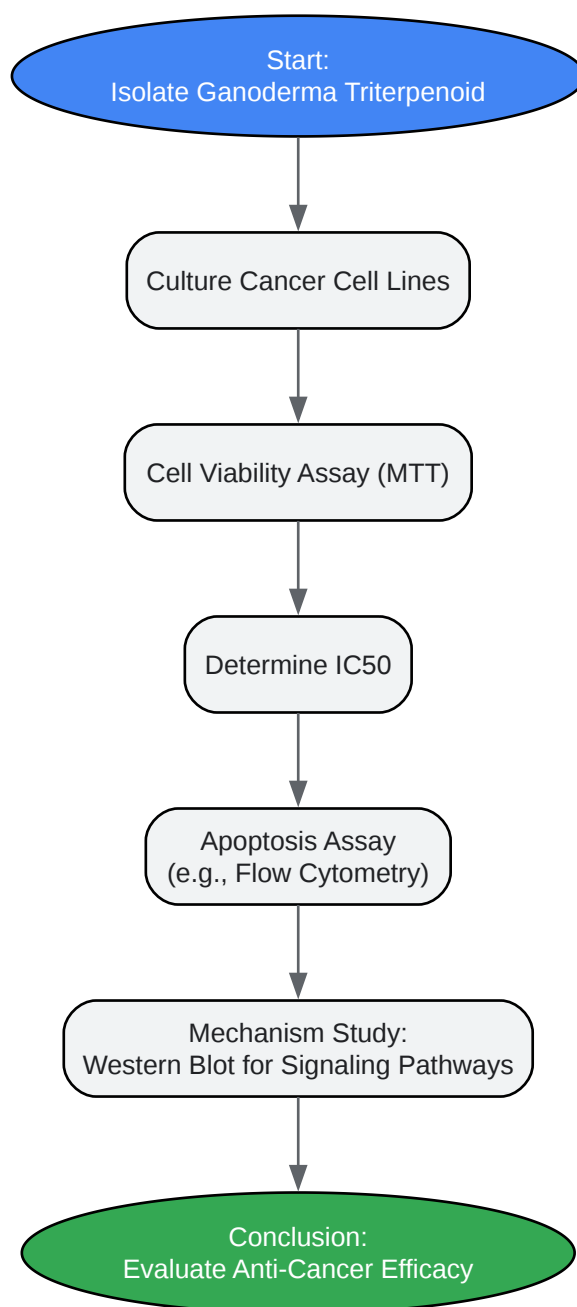 Start:
Isolate Ganoderma Triterpenoid
Culture Cancer Cell Lines
Cell Viability Assay (MTT)
Determine IC50
Apoptosis Assay
(e.g., Flow Cytometry)
Mechanism Study:
Western Blot for Signaling Pathways
Conclusion:
Evaluate Anti-Cancer Efficacy